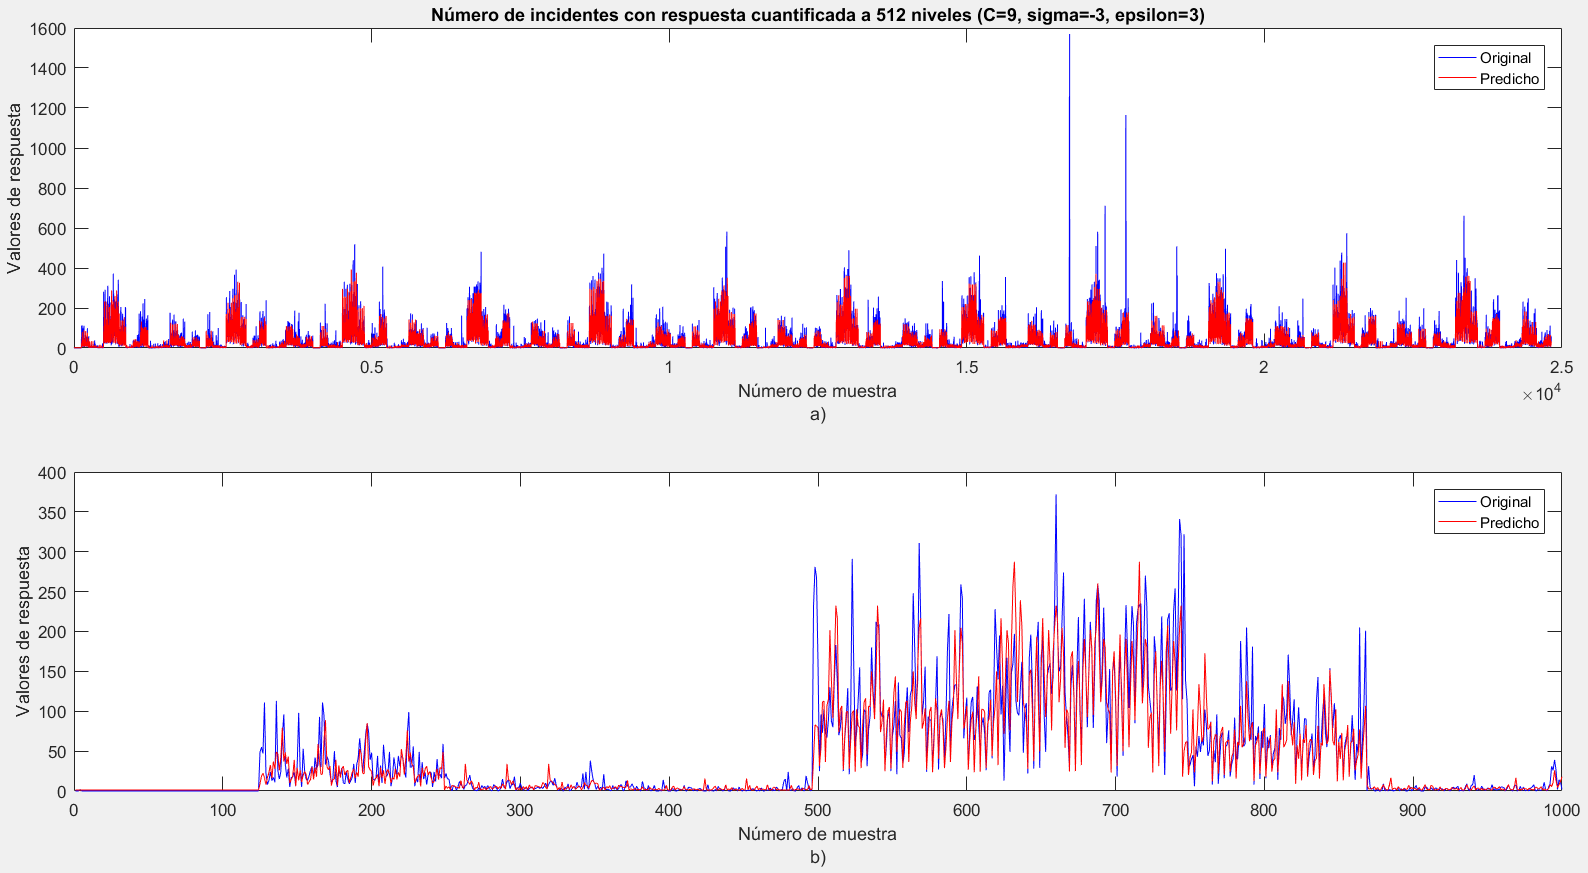 Número de incidentes con respuesta cuantificada a 512 niveles (C=9, sigma=-3, epsilon=3)
1600
1400
1200
1000
800
600
400
200
0
Valores de respuesta
Original
Predicho
0 0.5 1 1.5 2 2.5
×10^4
Número de muestra
a)
400
350
300
250
200
150
100
50
0
Valores de respuesta
Original
Predicho
0 100 200 300 400 500 600 700 800 900 1000
Número de muestra
b)